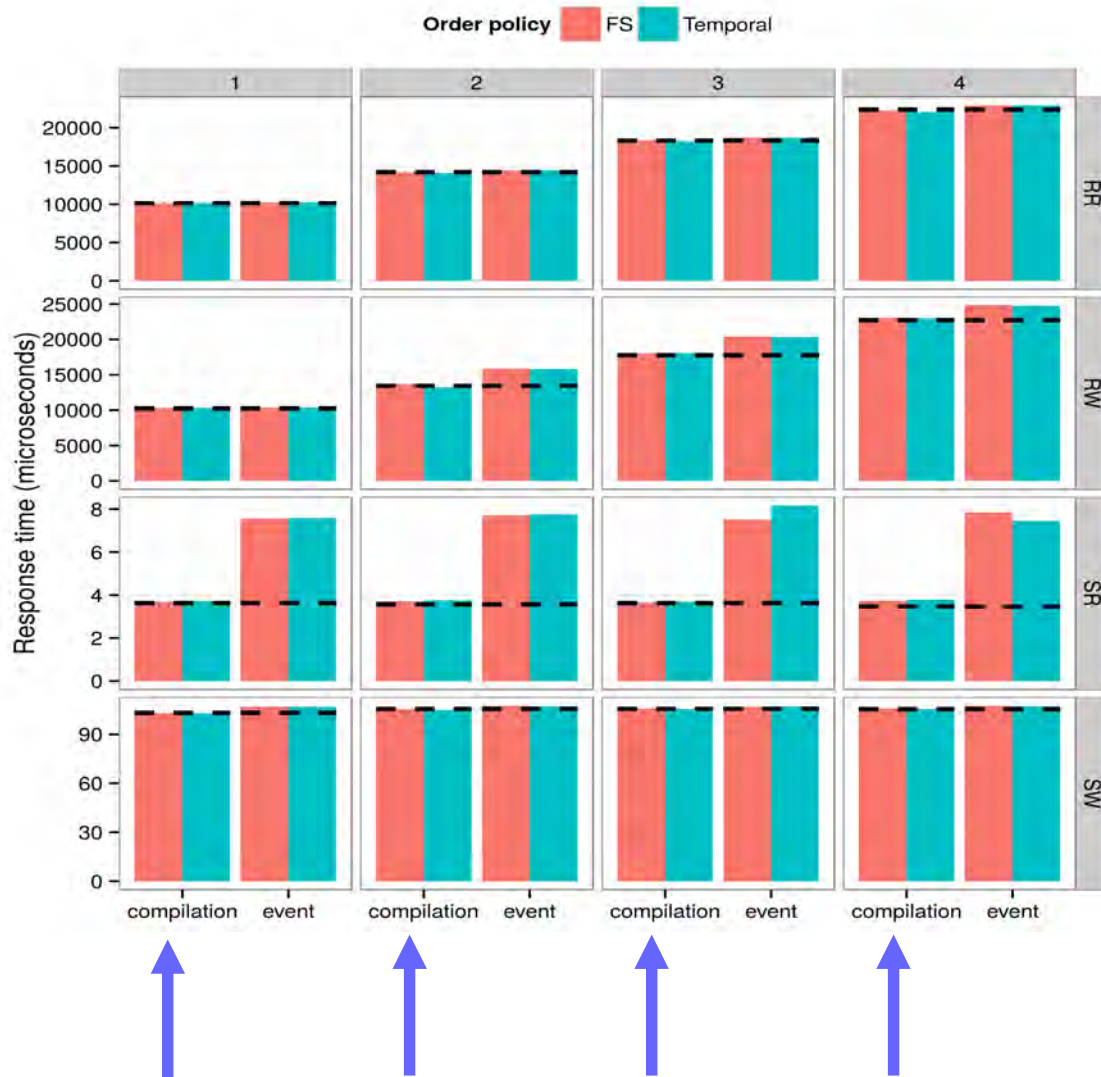 Order policy FS Temporal
1 2 3 4
Response time (microseconds)
20000
15000
10000
5000
0
RR
25000
20000
15000
10000
5000
0
RW
8
6
4
2
0
SR
90
60
30
0
SW
compilation event compilation event compilation event compilation event